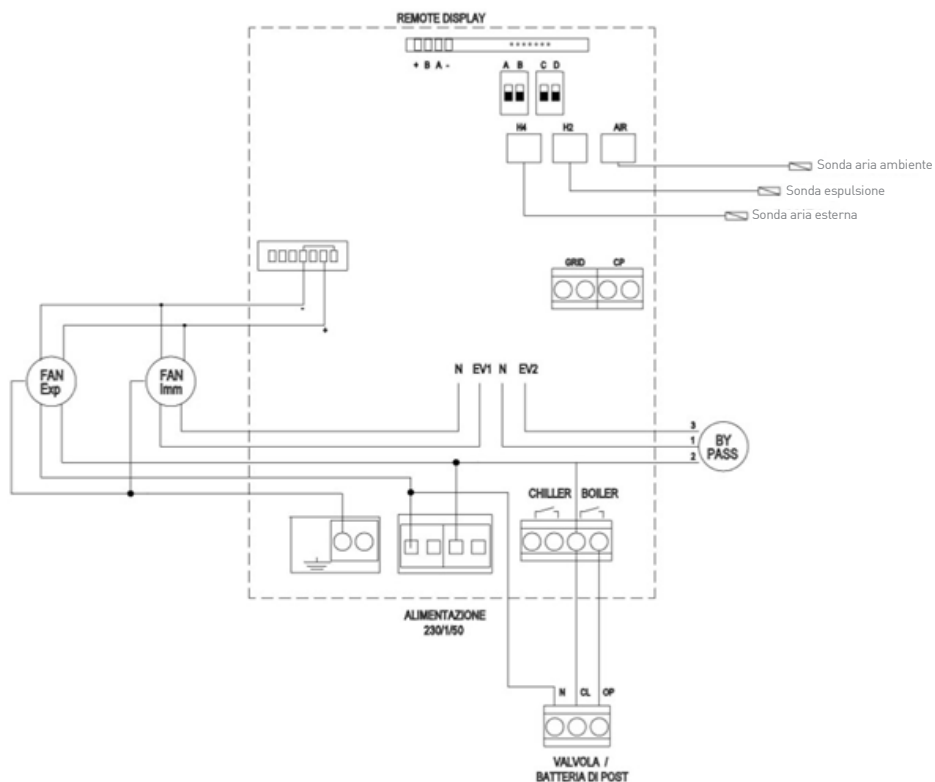 REMOTE DISPLAY
+ B A -
A B C D
H4 H2 AIR
Sonda aria ambiente
Sonda espulsione
Sonda aria esterna
GRID CP
-
+
FAN
Exp
FAN
Imm
N EV1 N EV2
3
1
2
BY
PASS
CHILLER BOILER
ALIMENTAZIONE
230/1/50
N CL OP
VALVOLA /
BATTERIA DI POST